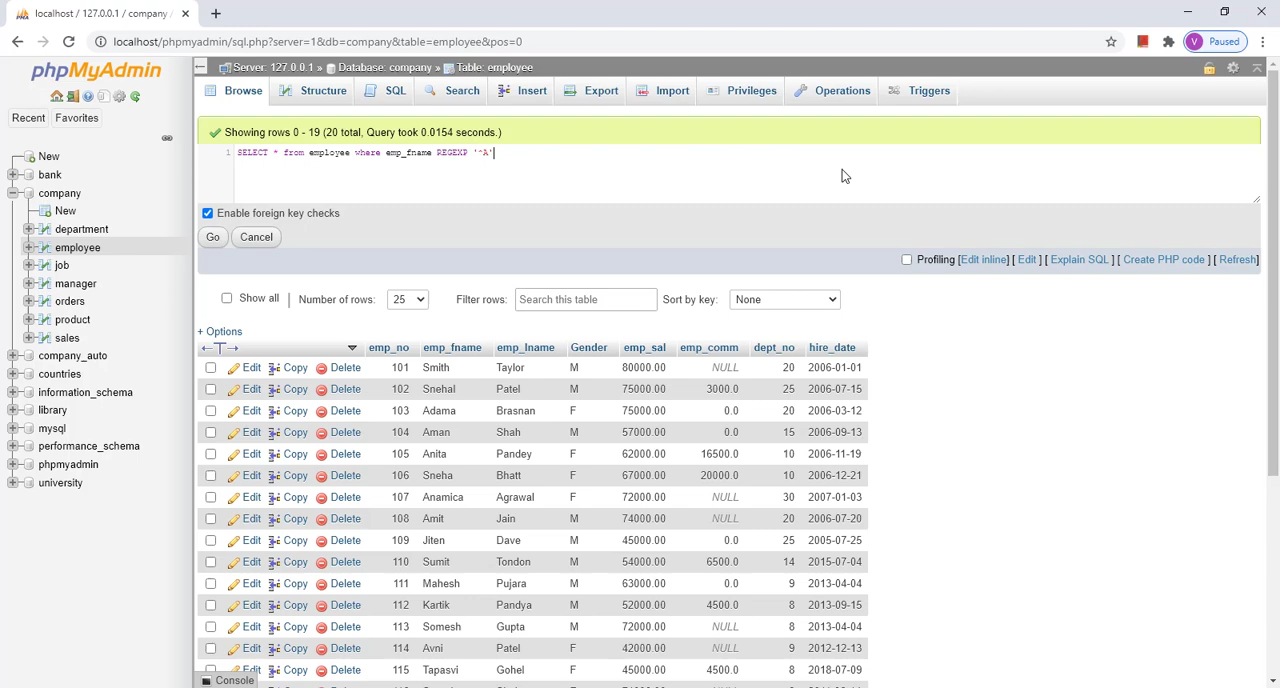 localhost / 127.0.0.1 / company /
localhost/phpmyadmin/sql.php?server=1&db=company&table=employee&pos=0
V Paused
phpMyAdmin
Recent Favorites
New
bank
company
New
department
employee
job
manager
orders
product
sales
company_auto
countries
information_schema
library
mysql
performance_schema
phpmyadmin
university
Server: 127.0.0.1 » Database: company » Table: employee
Browse Structure SQL Search Insert Export Import Privileges Operations Triggers
Showing rows 0 - 19 (20 total, Query took 0.0154 seconds.)
1 SELECT * from employee where emp_fname REGEXP '^A'
Enable foreign key checks
Go Cancel
Profiling [Edit inline] [ Edit ] [ Explain SQL ] [ Create PHP code ] [ Refresh]
Show all Number of rows: 25 Filter rows: Search this table Sort by key: None
+ Options
←T→ emp_no emp_fname emp_lname Gender emp_sal emp_comm dept_no hire_date
Edit Copy Delete 101 Smith Taylor M 80000.00 NULL 20 2006-01-01
Edit Copy Delete 102 Snehal Patel M 75000.00 3000.0 25 2006-07-15
Edit Copy Delete 103 Adama Brasnan F 75000.00 0.0 20 2006-03-12
Edit Copy Delete 104 Aman Shah M 57000.00 0.0 15 2006-09-13
Edit Copy Delete 105 Anita Pandey F 62000.00 16500.0 10 2006-11-19
Edit Copy Delete 106 Sneha Bhatt F 67000.00 20000.0 10 2006-12-21
Edit Copy Delete 107 Anamica Agrawal F 72000.00 NULL 30 2007-01-03
Edit Copy Delete 108 Amit Jain M 74000.00 NULL 20 2006-07-20
Edit Copy Delete 109 Jiten Dave M 45000.00 0.0 25 2005-07-25
Edit Copy Delete 110 Sumit Tondon M 54000.00 6500.0 14 2015-07-04
Edit Copy Delete 111 Mahesh Pujara M 63000.00 0.0 9 2013-04-04
Edit Copy Delete 112 Kartik Pandya M 52000.00 4500.0 8 2013-09-15
Edit Copy Delete 113 Somesh Gupta M 72000.00 NULL 8 2013-04-04
Edit Copy Delete 114 Avni Patel F 42000.00 NULL 9 2012-12-13
Edit Copy Delete 115 Tapasvi Gohel F 45000.00 4500.0 8 2018-07-09
Console